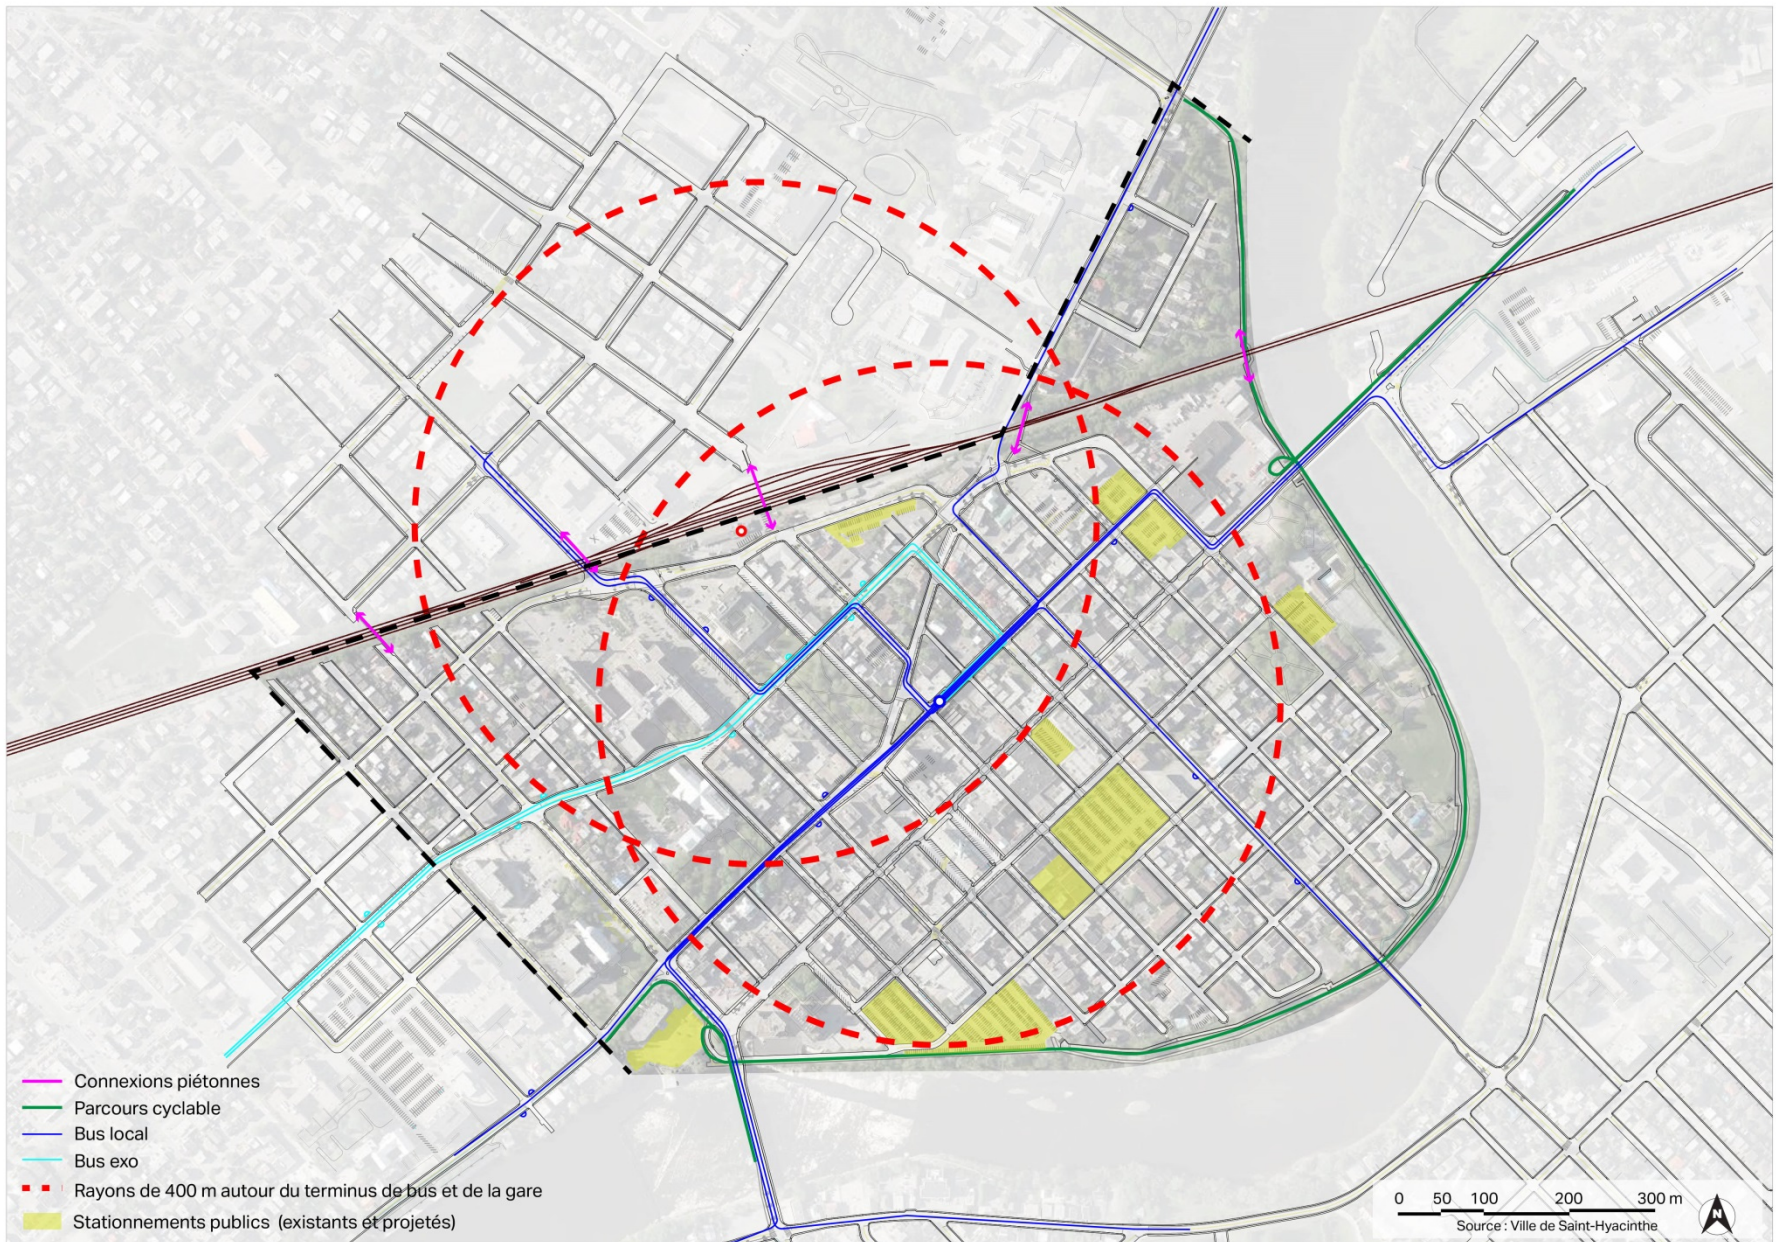 Connexions piétonnes
Parcours cyclable
Bus local
Bus exo
Rayons de 400 m autour du terminus de bus et de la gare
Stationnements publics (existants et projetés)
0 50 100 200 300 m
Source : Ville de Saint-Hyacinthe
N